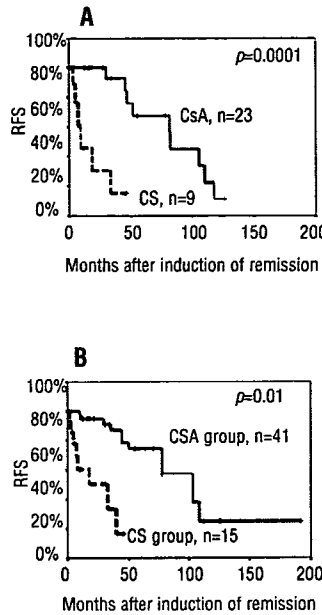 A
100%
80%
60%
40%
20%
0%
RFS
p=0.0001
CsA, n=23
CS, n=9
0 50 100 150 200
Months after induction of remission
B
100%
80%
60%
40%
20%
0%
RFS
p=0.01
CSA group, n=41
CS group, n=15
0 50 100 150 200
Months after induction of remission